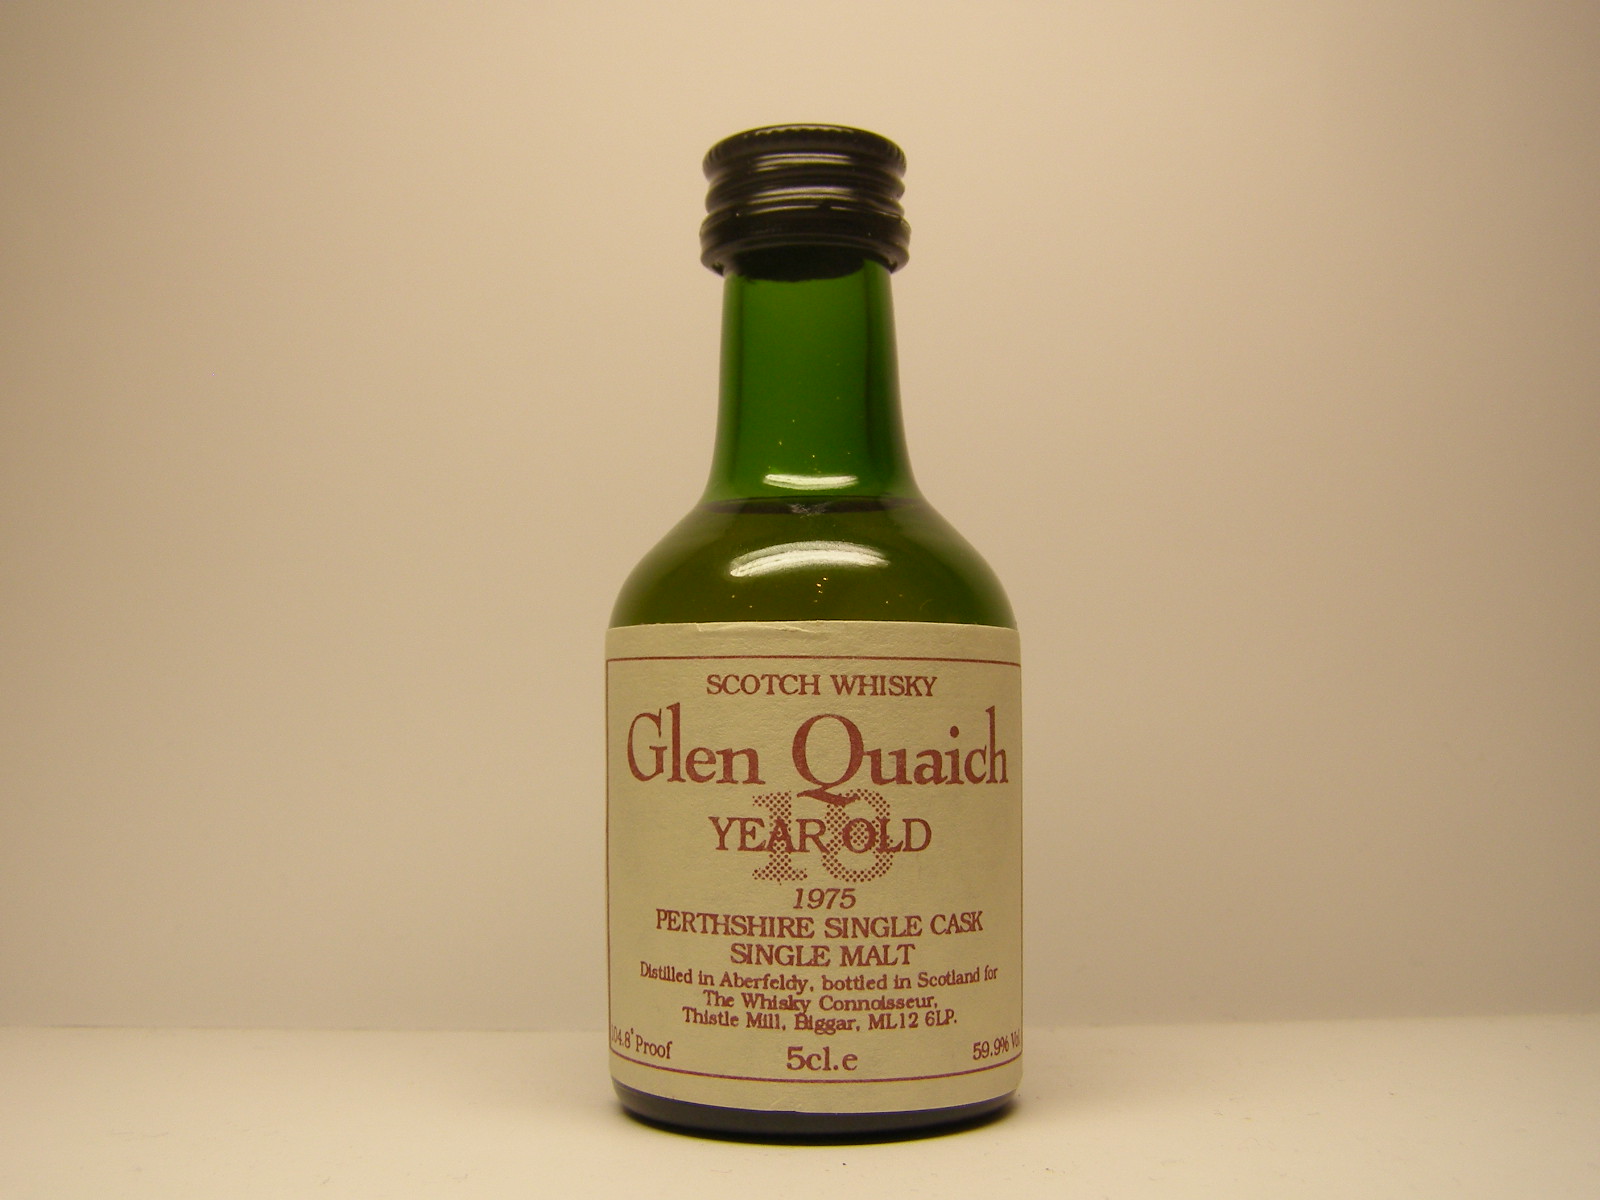 SCOTCH WHISKY
Glen Quaich
18
YEAR OLD
1975
PERTHSHIRE SINGLE CASK
SINGLE MALT
Distilled in Aberfeldy, bottled in Scotland for
The Whisky Connoisseur,
Thistle Mill, Biggar, ML12 6LP.
104.8° Proof 5cl.e 59.9% Vol